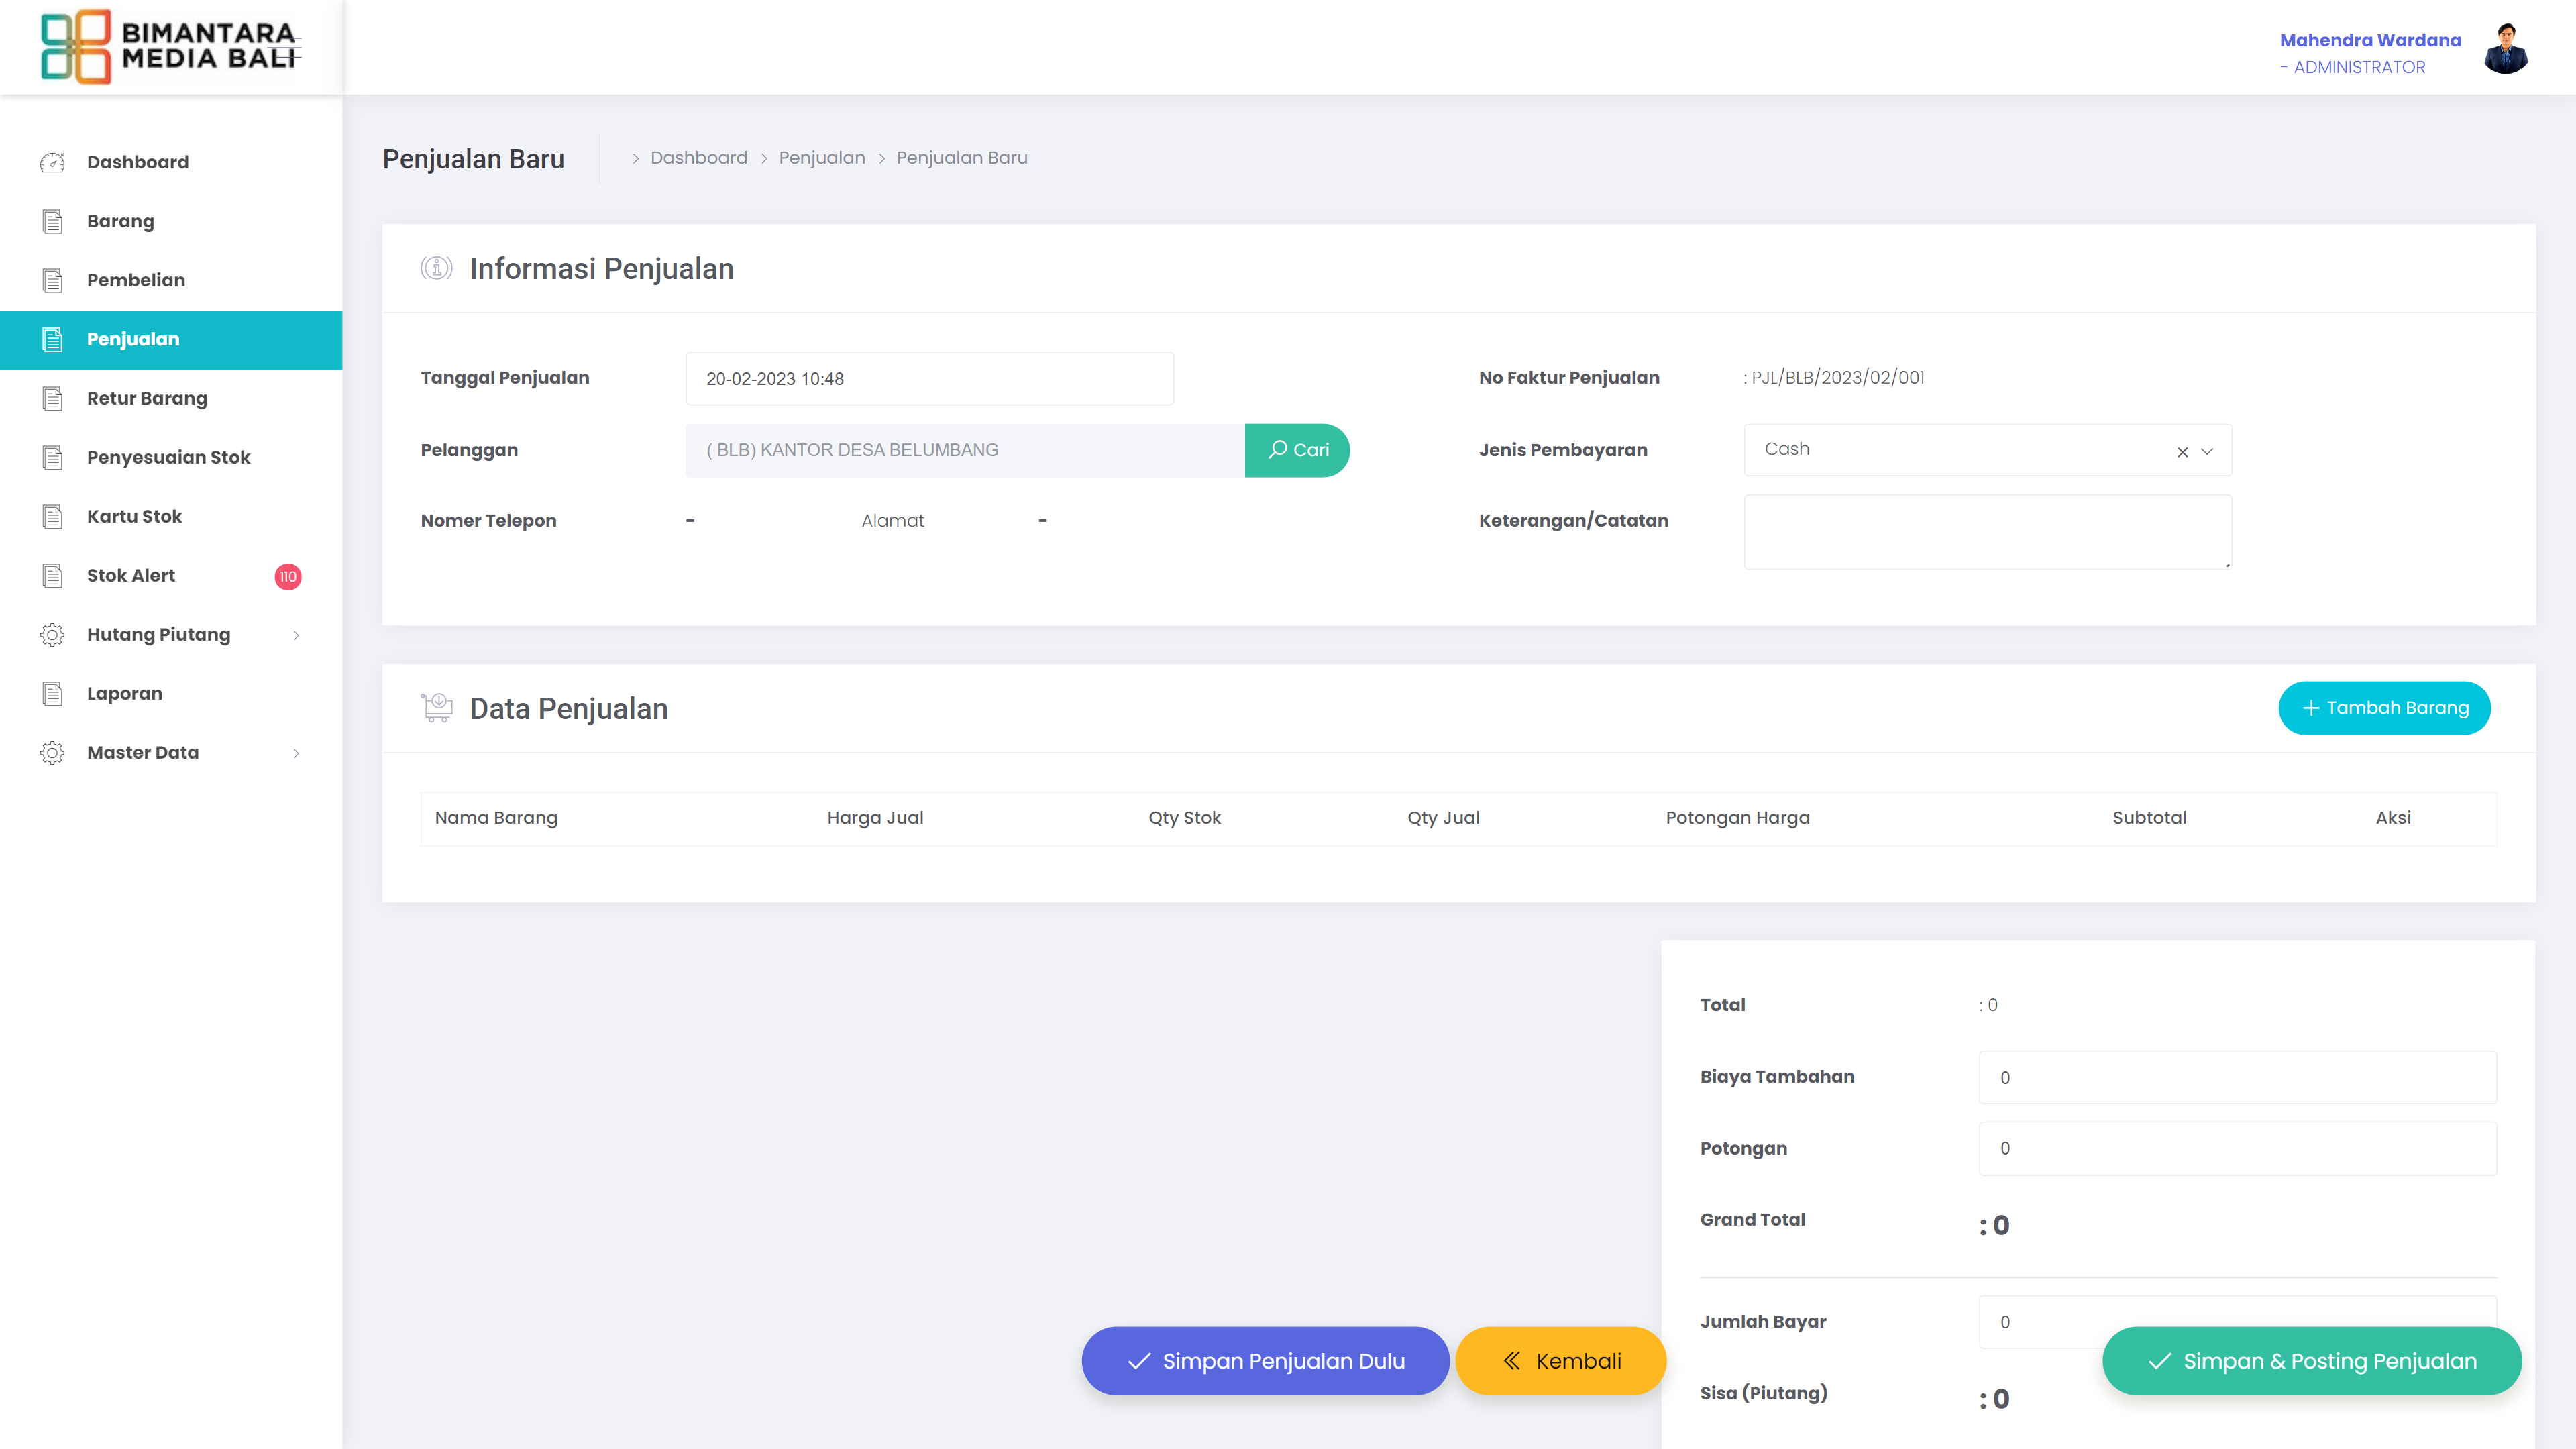 BIMANTARA
MEDIA BALI
Mahendra Wardana
- ADMINISTRATOR
Dashboard
Barang
Pembelian
Penjualan
Retur Barang
Penyesuaian Stok
Kartu Stok
Stok Alert 110
Hutang Piutang
Laporan
Master Data
Penjualan Baru > Dashboard > Penjualan > Penjualan Baru
Informasi Penjualan
Tanggal Penjualan 20-02-2023 10:48
No Faktur Penjualan : PJL/BLB/2023/02/001
Pelanggan ( BLB) KANTOR DESA BELUMBANG Cari
Jenis Pembayaran Cash ×
Nomer Telepon - Alamat -
Keterangan/Catatan
Data Penjualan
+ Tambah Barang
Nama Barang Harga Jual Qty Stok Qty Jual Potongan Harga Subtotal Aksi
Total : 0
Biaya Tambahan 0
Potongan 0
Grand Total : 0
Jumlah Bayar 0
Simpan Penjualan Dulu
Kembali
Simpan & Posting Penjualan
Sisa (Piutang) : 0